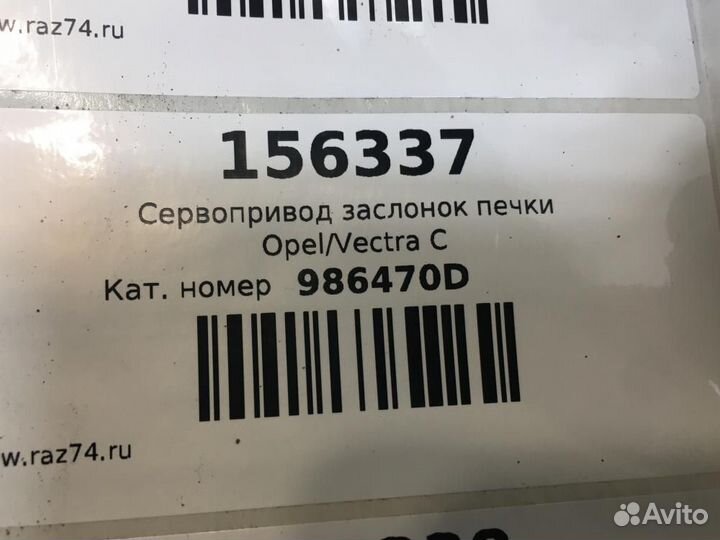 w.raz74.ru
156337
Сервопривод заслонок печки
Opel/Vectra C
Кат. номер 986470D
w.raz74.ru
Avito